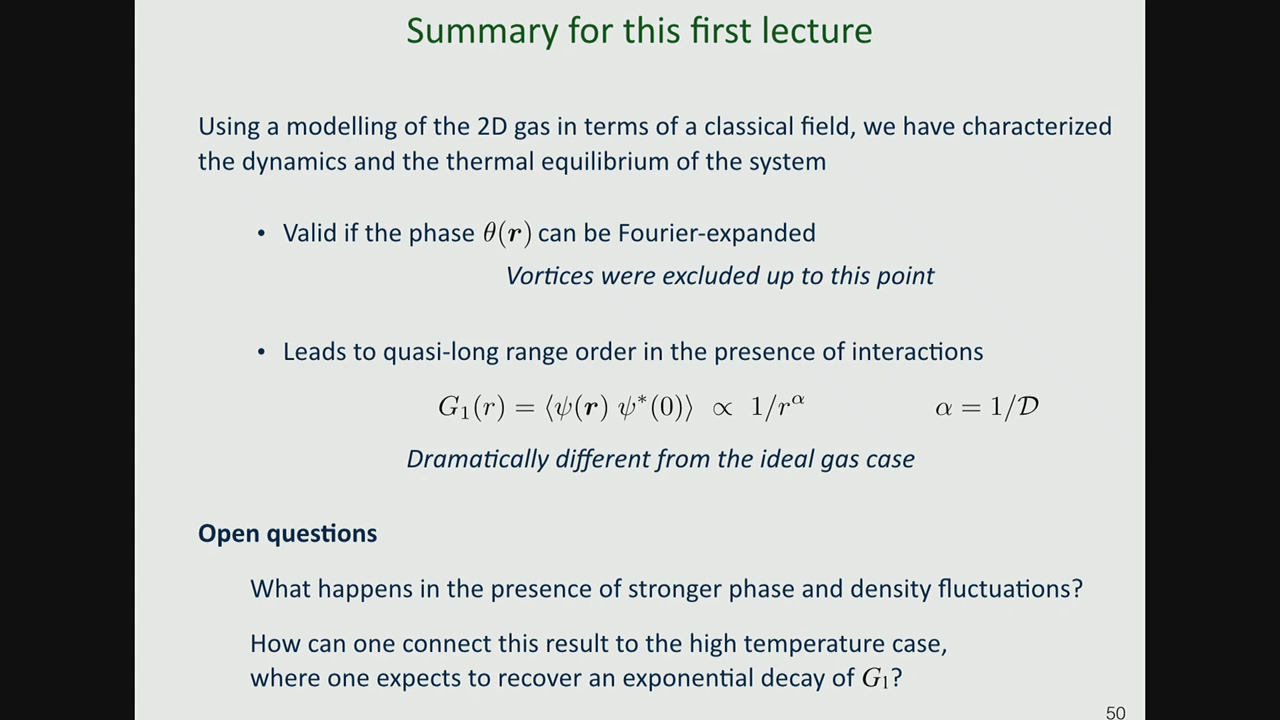 Summary for this first lecture
Using a modelling of the 2D gas in terms of a classical field, we have characterized
the dynamics and the thermal equilibrium of the system
• Valid if the phase θ(r) can be Fourier-expanded
Vortices were excluded up to this point
• Leads to quasi-long range order in the presence of interactions
G₁(r) = ⟨ψ(r) ψ*(0)⟩ ∝ 1/r^α α = 1/𝒟
Dramatically different from the ideal gas case
Open questions
What happens in the presence of stronger phase and density fluctuations?
How can one connect this result to the high temperature case,
where one expects to recover an exponential decay of G₁?
50